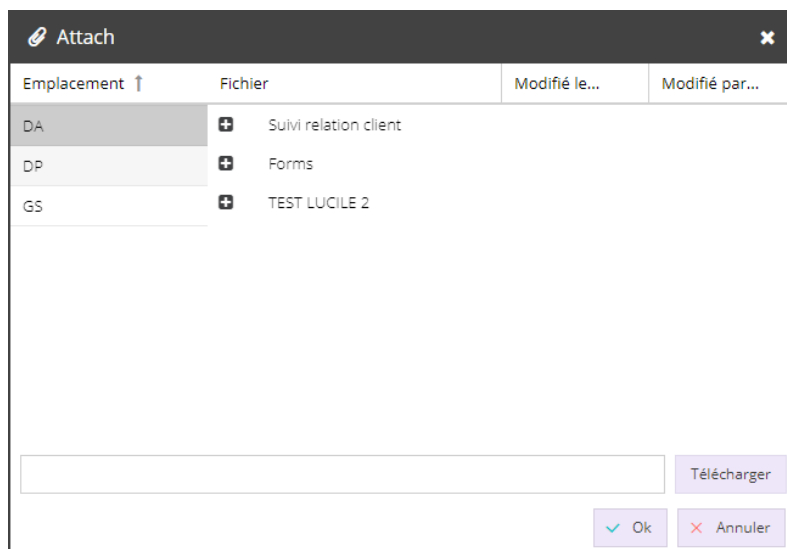 Attach
Emplacement Fichier Modifié le... Modifié par...
DA Suivi relation client
DP Forms
GS TEST LUCILE 2
Télécharger
Ok Annuler